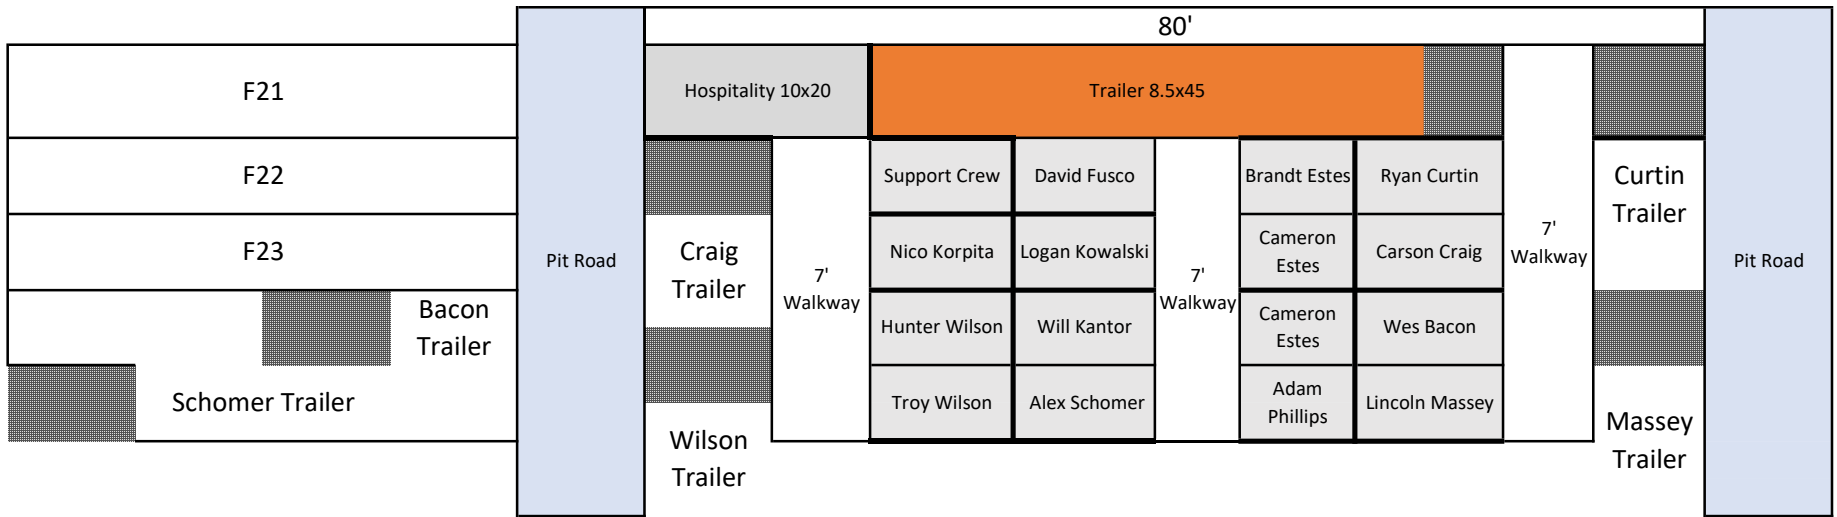 80'
F21
Hospitality 10x20
Trailer 8.5x45
F22
Support Crew
David Fusco
Brandt Estes
Ryan Curtin
Curtin
Trailer
F23
Pit Road
Craig
Trailer
7'
Walkway
Nico Korpita
Logan Kowalski
7'
Walkway
Cameron
Estes
Carson Craig
7'
Walkway
Pit Road
Bacon
Trailer
Hunter Wilson
Will Kantor
Cameron
Estes
Wes Bacon
Schomer Trailer
Wilson
Trailer
Troy Wilson
Alex Schomer
Adam
Phillips
Lincoln Massey
Massey
Trailer